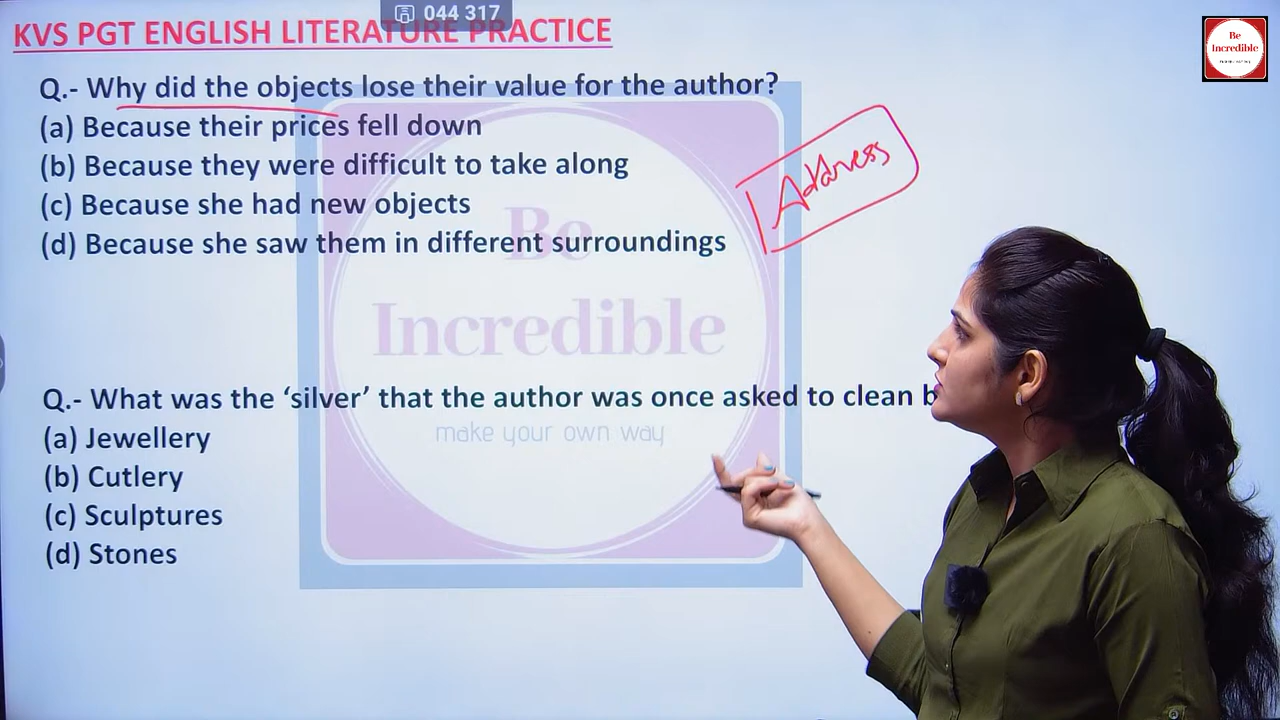 044 317
KVS PGT ENGLISH LITERATURE PRACTICE
Be
Incredible
Q.- Why did the objects lose their value for the author?
(a) Because their prices fell down
(b) Because they were difficult to take along
(c) Because she had new objects
(d) Because she saw them in different surroundings
Address
Be
Incredible
make your own way
Q.- What was the ‘silver’ that the author was once asked to clean b
(a) Jewellery
(b) Cutlery
(c) Sculptures
(d) Stones